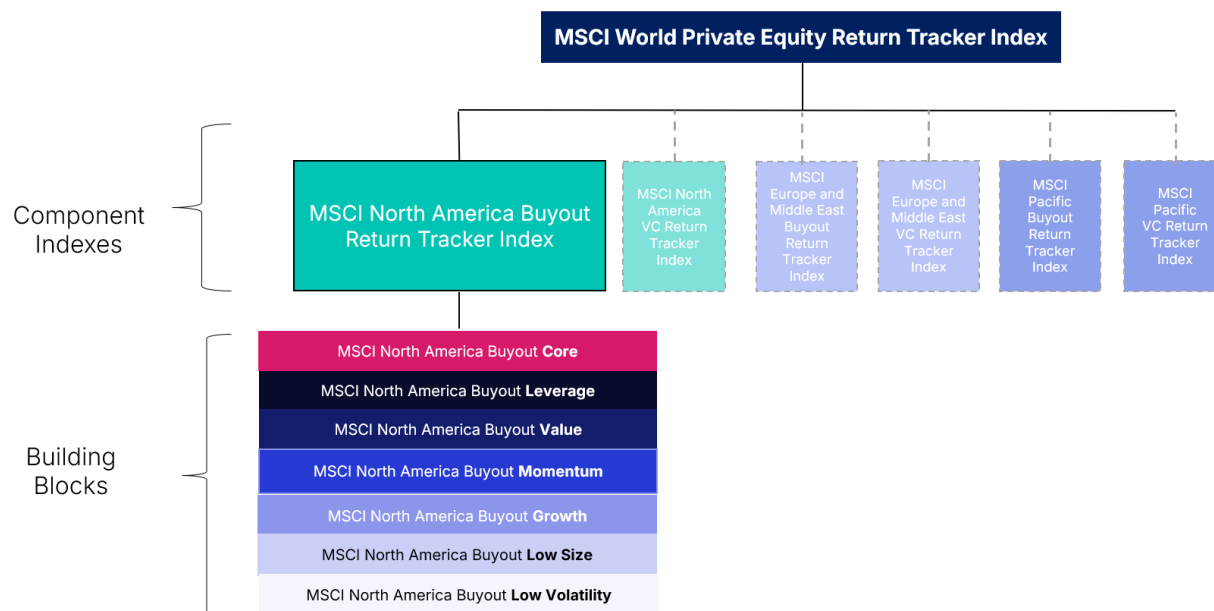 MSCI World Private Equity Return Tracker Index
Component
Indexes
MSCI North America Buyout
Return Tracker Index
MSCI North
America
VC Return
Tracker
Index
MSCI
Europe and
Middle East
Buyout
Return
Tracker
Index
MSCI
Europe and
Middle East
VC Return
Tracker
Index
MSCI
Pacific
Buyout
Return
Tracker
Index
MSCI
Pacific
VC Return
Tracker
Index
Building
Blocks
MSCI North America Buyout Core
MSCI North America Buyout Leverage
MSCI North America Buyout Value
MSCI North America Buyout Momentum
MSCI North America Buyout Growth
MSCI North America Buyout Low Size
MSCI North America Buyout Low Volatility